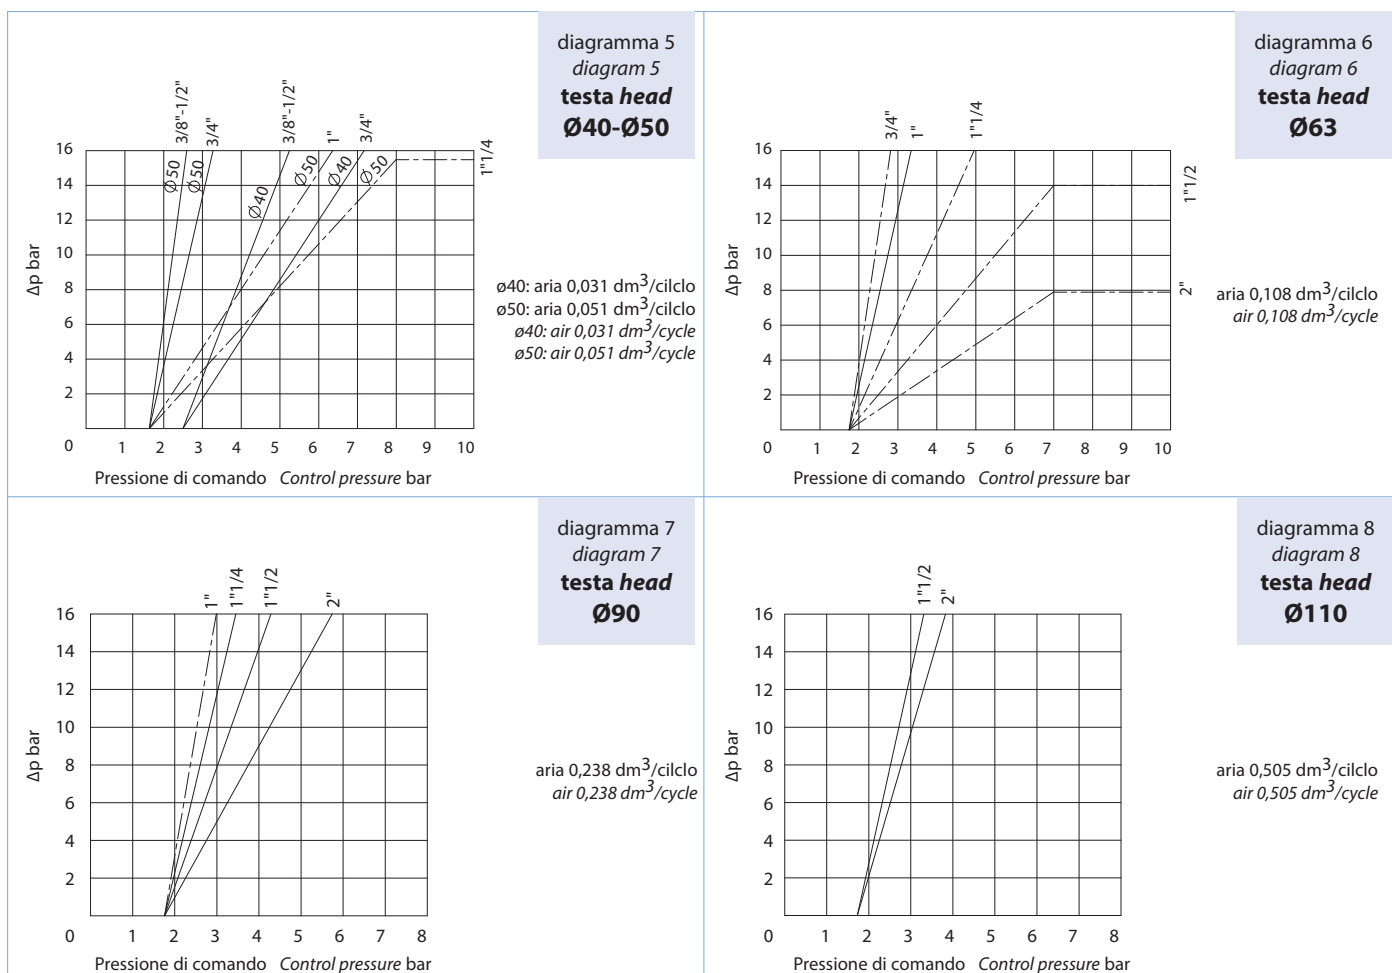 diagramma 5
diagram 5
testa head
Ø40-Ø50
3/8"-1/2"
3/4"
3/8"-1/2"
1"
3/4"
1"1/4
Ø50
Ø50
Ø40
Ø50
Ø40
Ø50
16
14
12
10
8
6
4
2
Δp bar
0 1 2 3 4 5 6 7 8 9 10
Pressione di comando Control pressure bar
ø40: aria 0,031 dm³/cilclo
ø50: aria 0,051 dm³/cilclo
ø40: air 0,031 dm³/cycle
ø50: air 0,051 dm³/cycle
diagramma 6
diagram 6
testa head
Ø63
3/4"
1"
1"1/4
1"1/2
2"
16
14
12
10
8
6
4
2
Δp bar
0 1 2 3 4 5 6 7 8 9 10
Pressione di comando Control pressure bar
aria 0,108 dm³/cilclo
air 0,108 dm³/cycle
diagramma 7
diagram 7
testa head
Ø90
1"
1"1/4
1"1/2
2"
16
14
12
10
8
6
4
2
Δp bar
0 1 2 3 4 5 6 7 8
Pressione di comando Control pressure bar
aria 0,238 dm³/cilclo
air 0,238 dm³/cycle
diagramma 8
diagram 8
testa head
Ø110
1"1/2
2"
16
14
12
10
8
6
4
2
Δp bar
0 1 2 3 4 5 6 7 8
Pressione di comando Control pressure bar
aria 0,505 dm³/cilclo
air 0,505 dm³/cycle